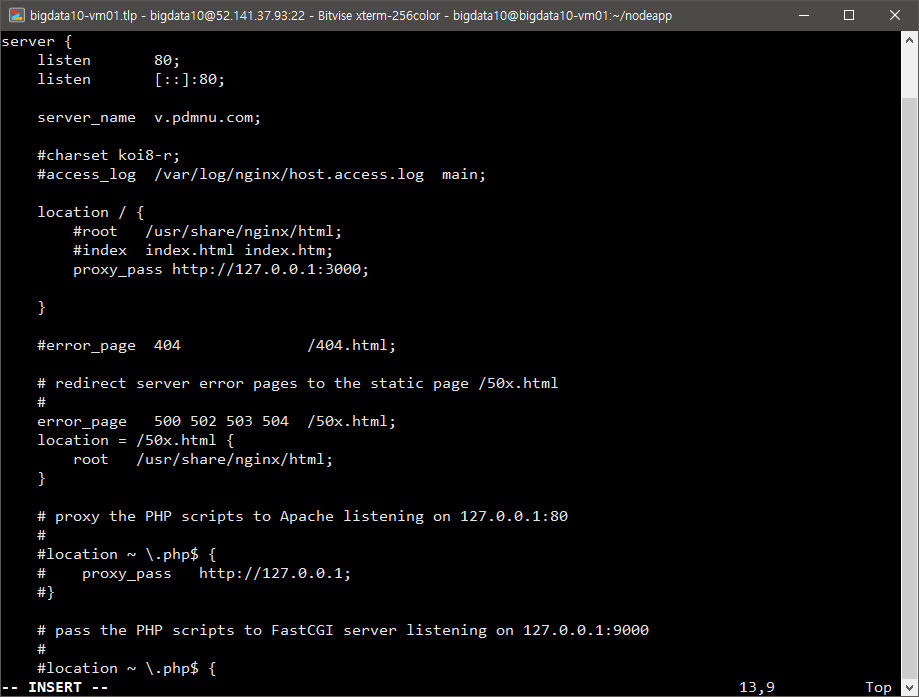 bigdata10-vm01.tlp - bigdata10@52.141.37.93:22 - Bitvise xterm-256color - bigdata10@bigdata10-vm01:~/nodeapp
server {
    listen       80;
    listen       [::]:80;

    server_name  v.pdmnu.com;

    #charset koi8-r;
    #access_log  /var/log/nginx/host.access.log  main;

    location / {
        #root   /usr/share/nginx/html;
        #index  index.html index.htm;
        proxy_pass http://127.0.0.1:3000;

    }

    #error_page  404              /404.html;

    # redirect server error pages to the static page /50x.html
    #
    error_page   500 502 503 504  /50x.html;
    location = /50x.html {
        root   /usr/share/nginx/html;
    }

    # proxy the PHP scripts to Apache listening on 127.0.0.1:80
    #
    #location ~ \.php$ {
    #    proxy_pass   http://127.0.0.1;
    #}

    # pass the PHP scripts to FastCGI server listening on 127.0.0.1:9000
    #
    #location ~ \.php$ {
-- INSERT --                                                                      13,9          Top